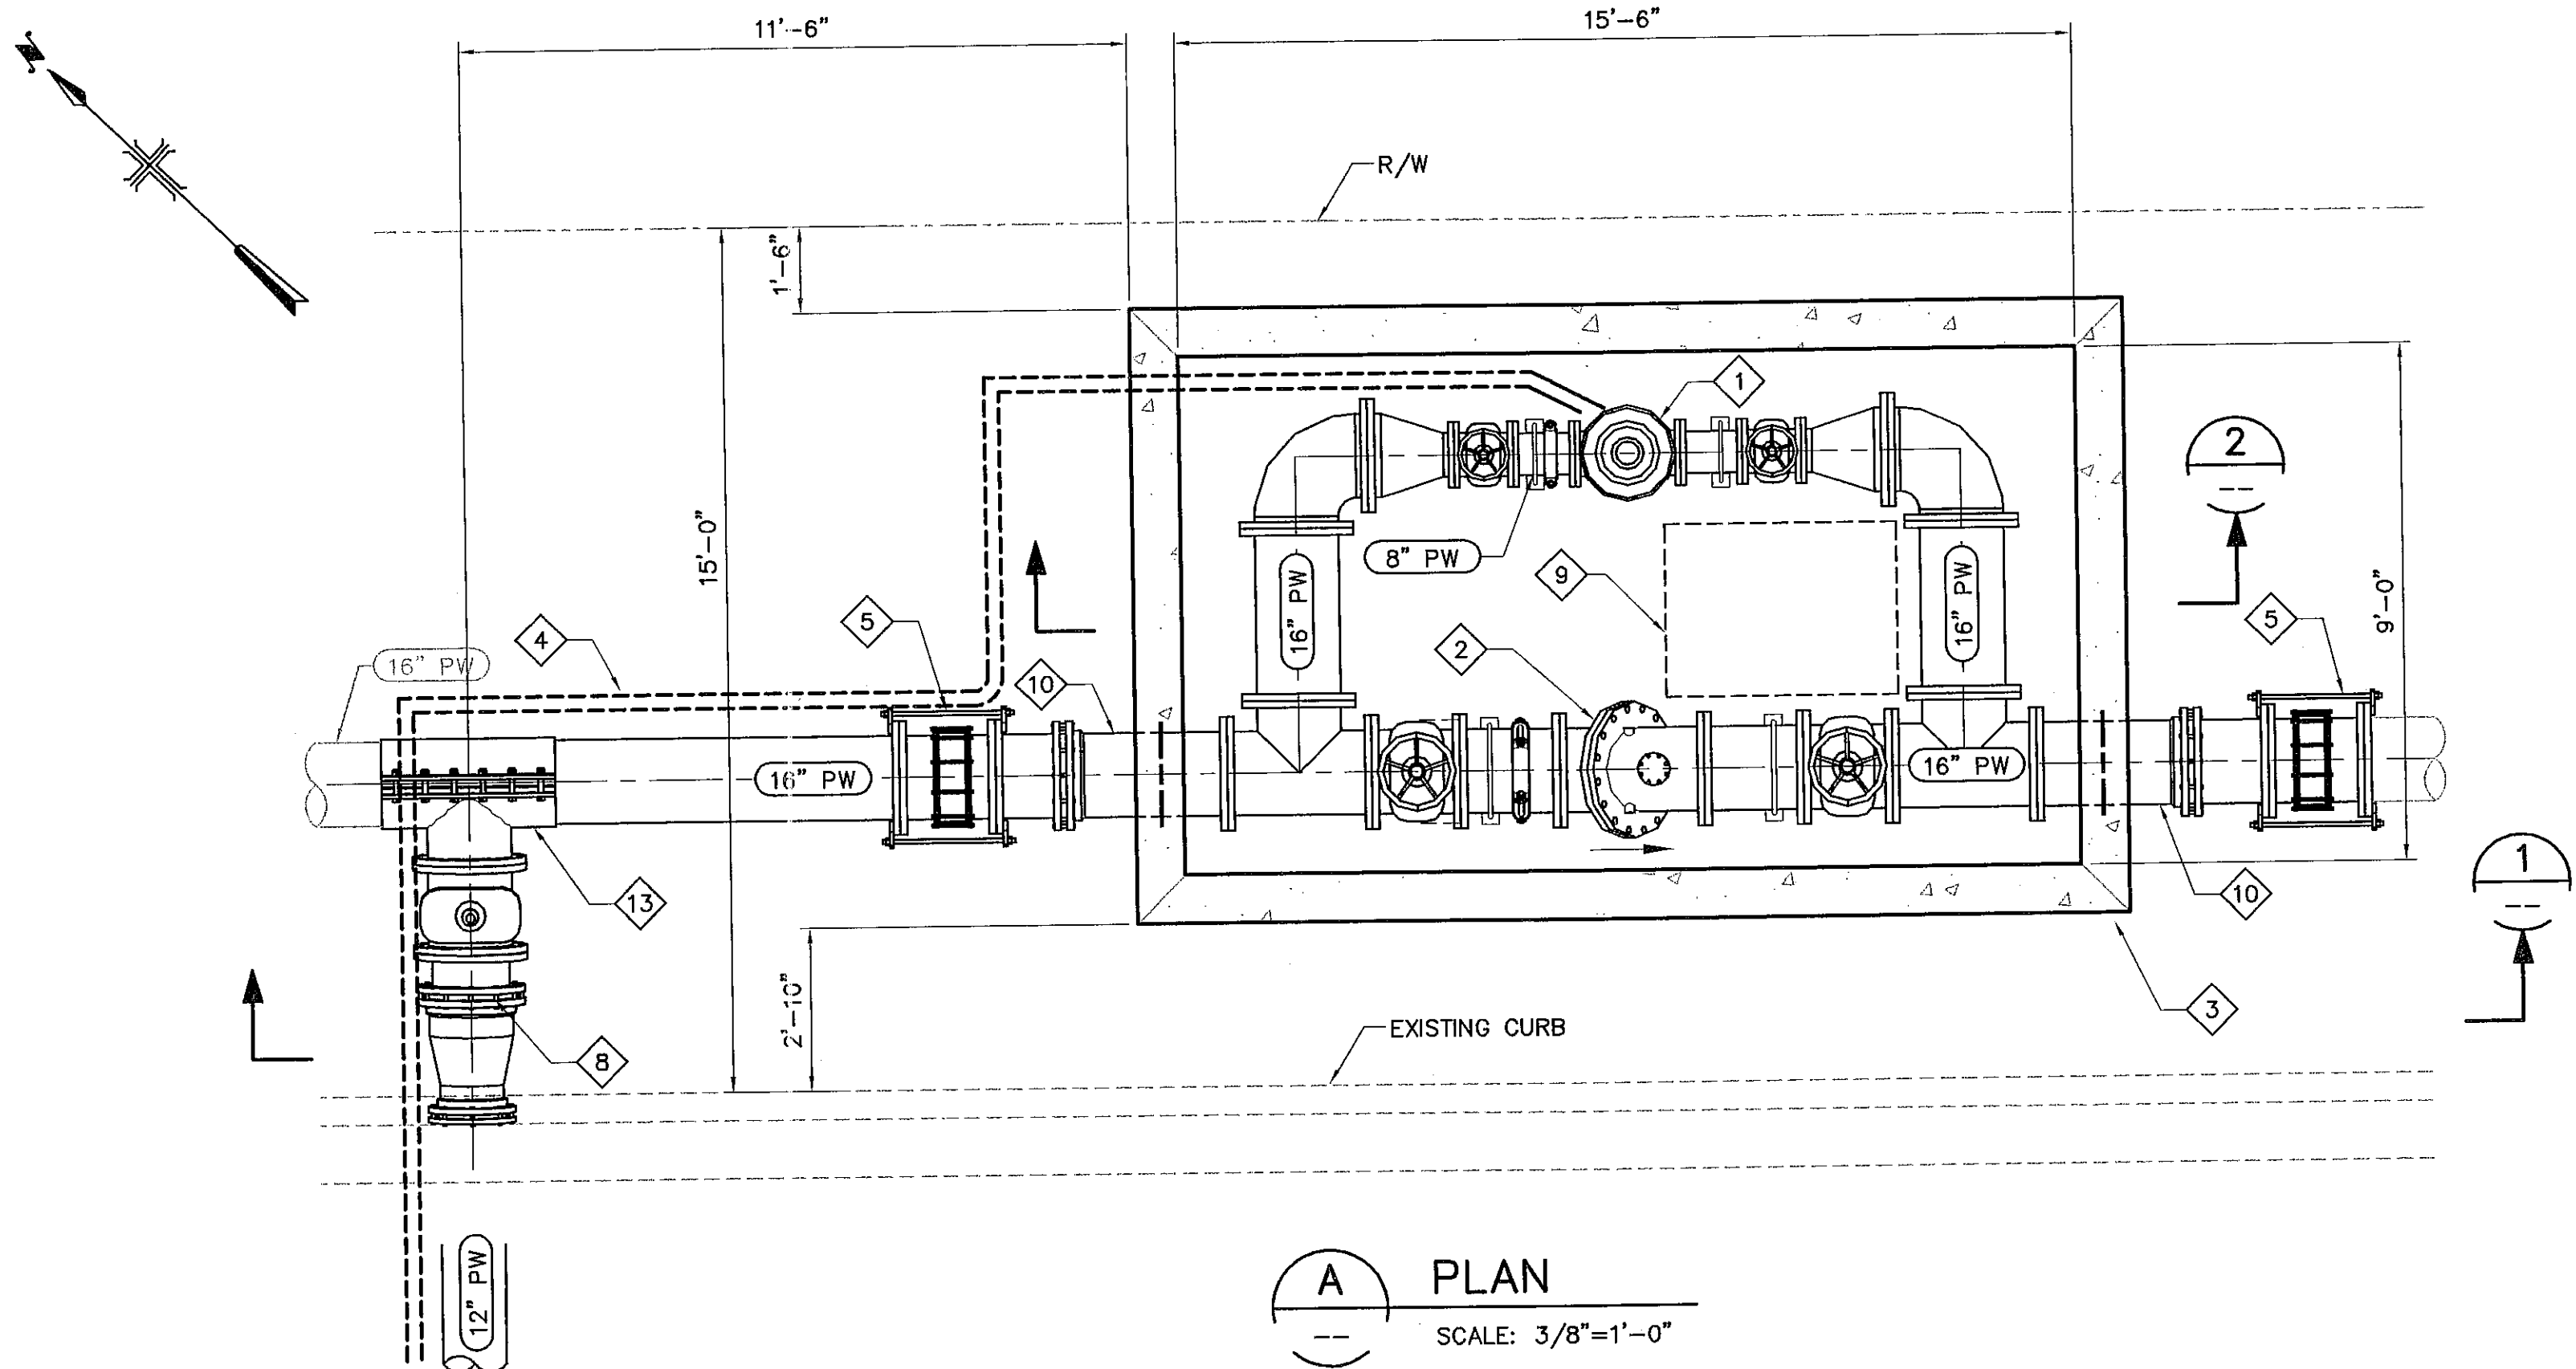 11'-6"
15'-6"
N
R/W
1'-6"
1
2
--
15'-0"
8" PW
9
16" PW
16" PW
9'-0"
5
5
4
2
16" PW
10
16" PW
16" PW
1
--
13
10
3
2'-10"
EXISTING CURB
8
12" PW
A
PLAN
--
SCALE: 3/8"=1'-0"